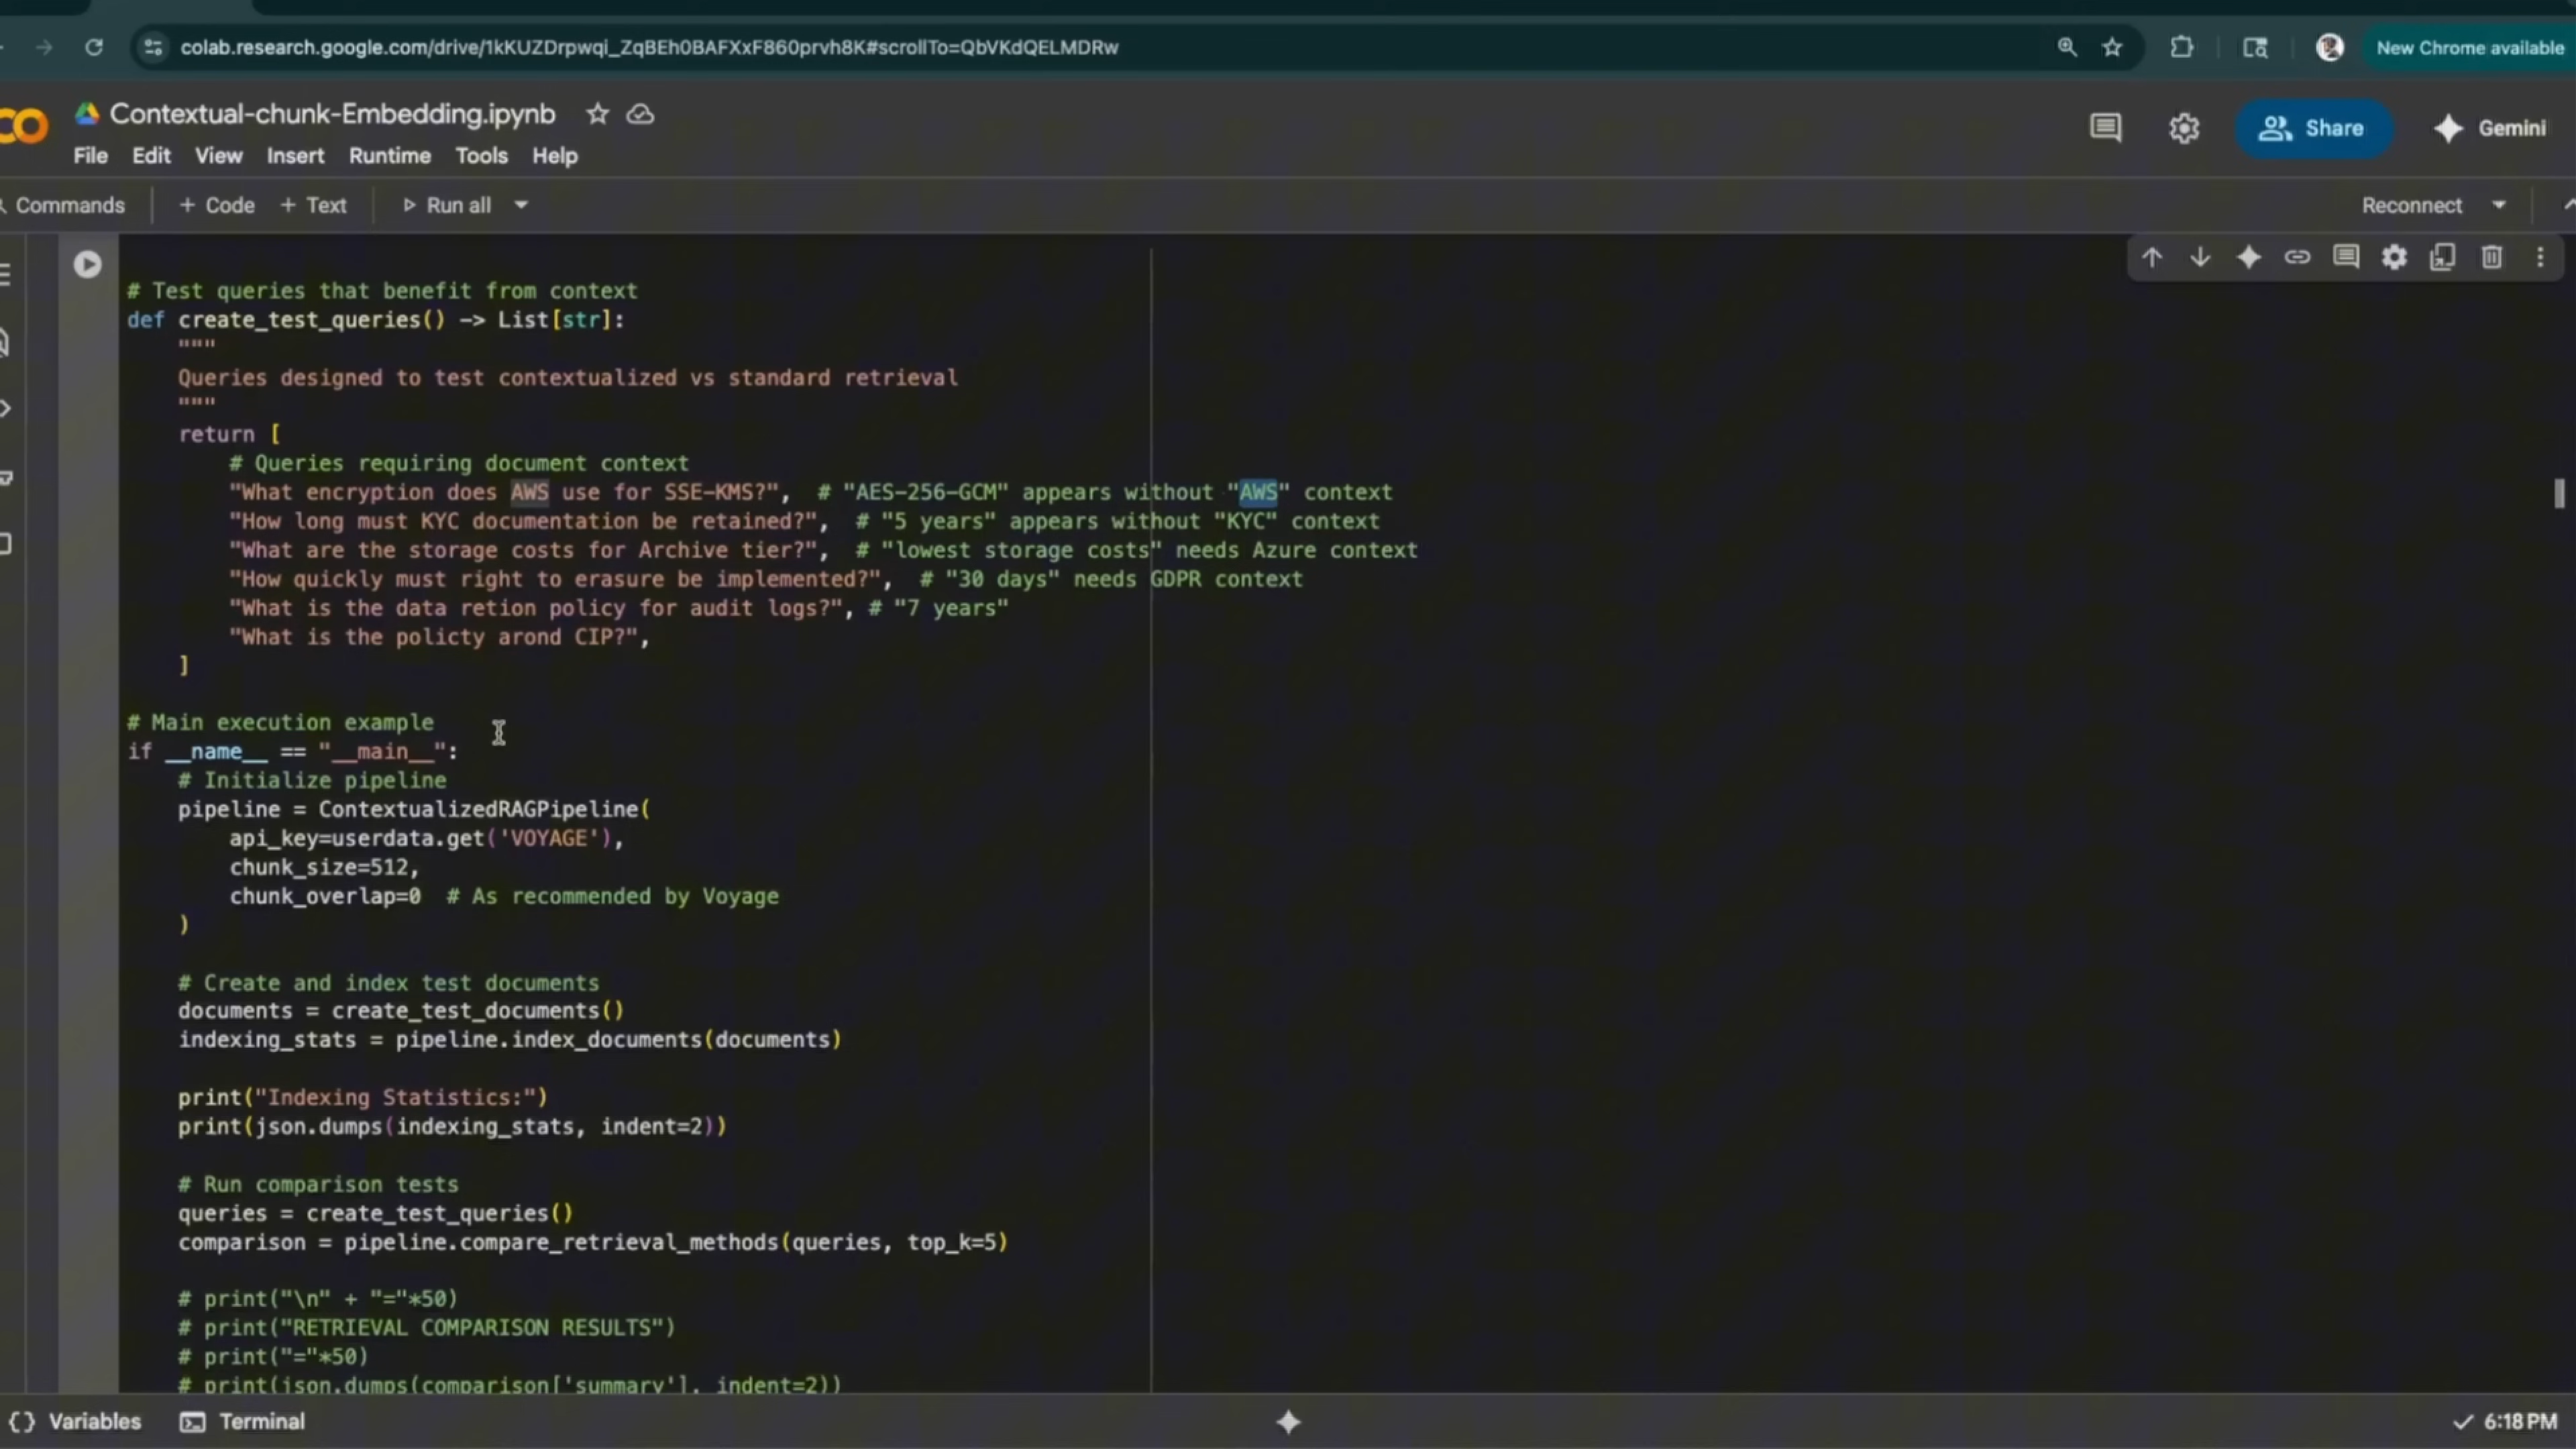 colab.research.google.com/drive/1kKUZDrpwqi_ZqBEh0BAFXxF860prvh8K#scrollTo=QbVKdQELMDRw
New Chrome available
Contextual-chunk-Embedding.ipynb
File Edit View Insert Runtime Tools Help
Share
Gemini
Commands
+ Code + Text
Run all
Reconnect
# Test queries that benefit from context
def create_test_queries() -> List[str]:
"""
Queries designed to test contextualized vs standard retrieval
"""
return [
# Queries requiring document context
"What encryption does AWS use for SSE-KMS?", # "AES-256-GCM" appears without "AWS" context
"How long must KYC documentation be retained?", # "5 years" appears without "KYC" context
"What are the storage costs for Archive tier?", # "lowest storage costs" needs Azure context
"How quickly must right to erasure be implemented?", # "30 days" needs GDPR context
"What is the data retion policy for audit logs?", # "7 years"
"What is the policty arond CIP?",
]
# Main execution example
if __name__ == "__main__":
# Initialize pipeline
pipeline = ContextualizedRAGPipeline(
api_key=userdata.get('VOYAGE'),
chunk_size=512,
chunk_overlap=0 # As recommended by Voyage
)
# Create and index test documents
documents = create_test_documents()
indexing_stats = pipeline.index_documents(documents)
print("Indexing Statistics:")
print(json.dumps(indexing_stats, indent=2))
# Run comparison tests
queries = create_test_queries()
comparison = pipeline.compare_retrieval_methods(queries, top_k=5)
# print("\n" + "="*50)
# print("RETRIEVAL COMPARISON RESULTS")
# print("="*50)
# print(json.dumps(comparison['summary'], indent=2))
{} Variables
Terminal
6:18 PM